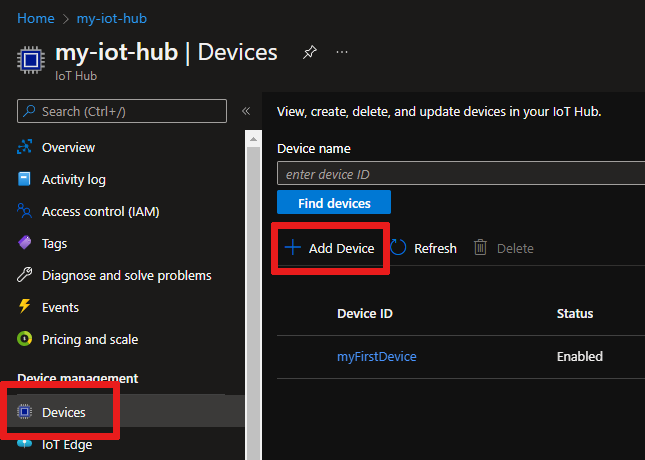 Home > my-iot-hub
my-iot-hub | Devices ...
IoT Hub
Search (Ctrl+/) «
Overview
Activity log
Access control (IAM)
Tags
Diagnose and solve problems
Events
Pricing and scale
Device management
Devices
IoT Edge
View, create, delete, and update devices in your IoT Hub.
Device name
enter device ID
Find devices
+ Add Device Refresh Delete
Device ID Status
myFirstDevice Enabled